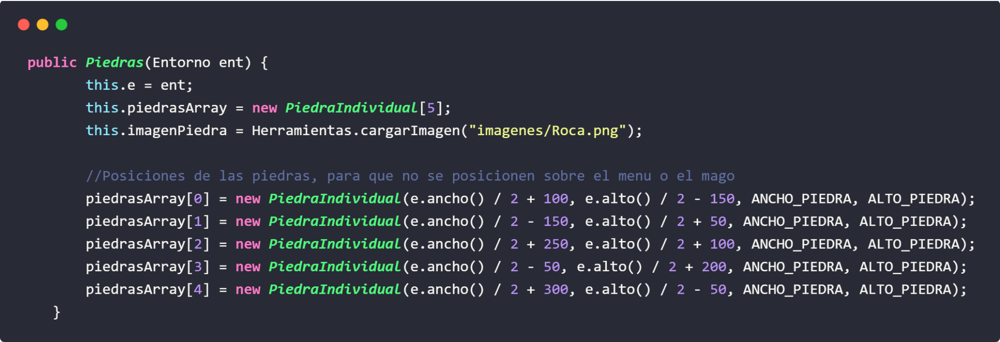 public Piedras(Entorno ent) {
this.e = ent;
this.piedrasArray = new PiedraIndividual[5];
this.imagenPiedra = Herramientas.cargarImagen("imagenes/Roca.png");
//Posiciones de las piedras, para que no se posicionen sobre el menu o el mago
piedrasArray[0] = new PiedraIndividual(e.ancho() / 2 + 100, e.alto() / 2 - 150, ANCHO_PIEDRA, ALTO_PIEDRA);
piedrasArray[1] = new PiedraIndividual(e.ancho() / 2 - 150, e.alto() / 2 + 50, ANCHO_PIEDRA, ALTO_PIEDRA);
piedrasArray[2] = new PiedraIndividual(e.ancho() / 2 + 250, e.alto() / 2 + 100, ANCHO_PIEDRA, ALTO_PIEDRA);
piedrasArray[3] = new PiedraIndividual(e.ancho() / 2 - 50, e.alto() / 2 + 200, ANCHO_PIEDRA, ALTO_PIEDRA);
piedrasArray[4] = new PiedraIndividual(e.ancho() / 2 + 300, e.alto() / 2 - 50, ANCHO_PIEDRA, ALTO_PIEDRA);
}